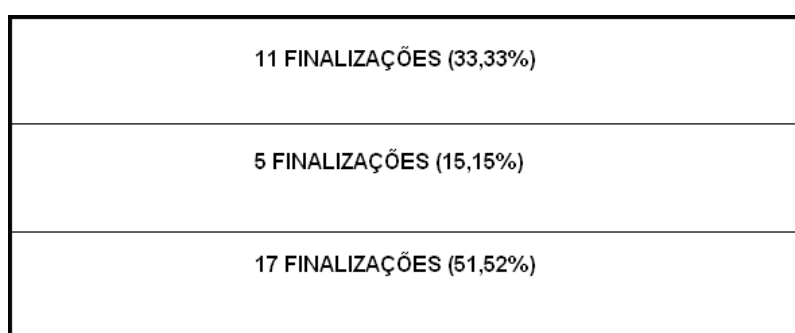 11 FINALIZAÇÕES (33,33%)
5 FINALIZAÇÕES (15,15%)
17 FINALIZAÇÕES (51,52%)